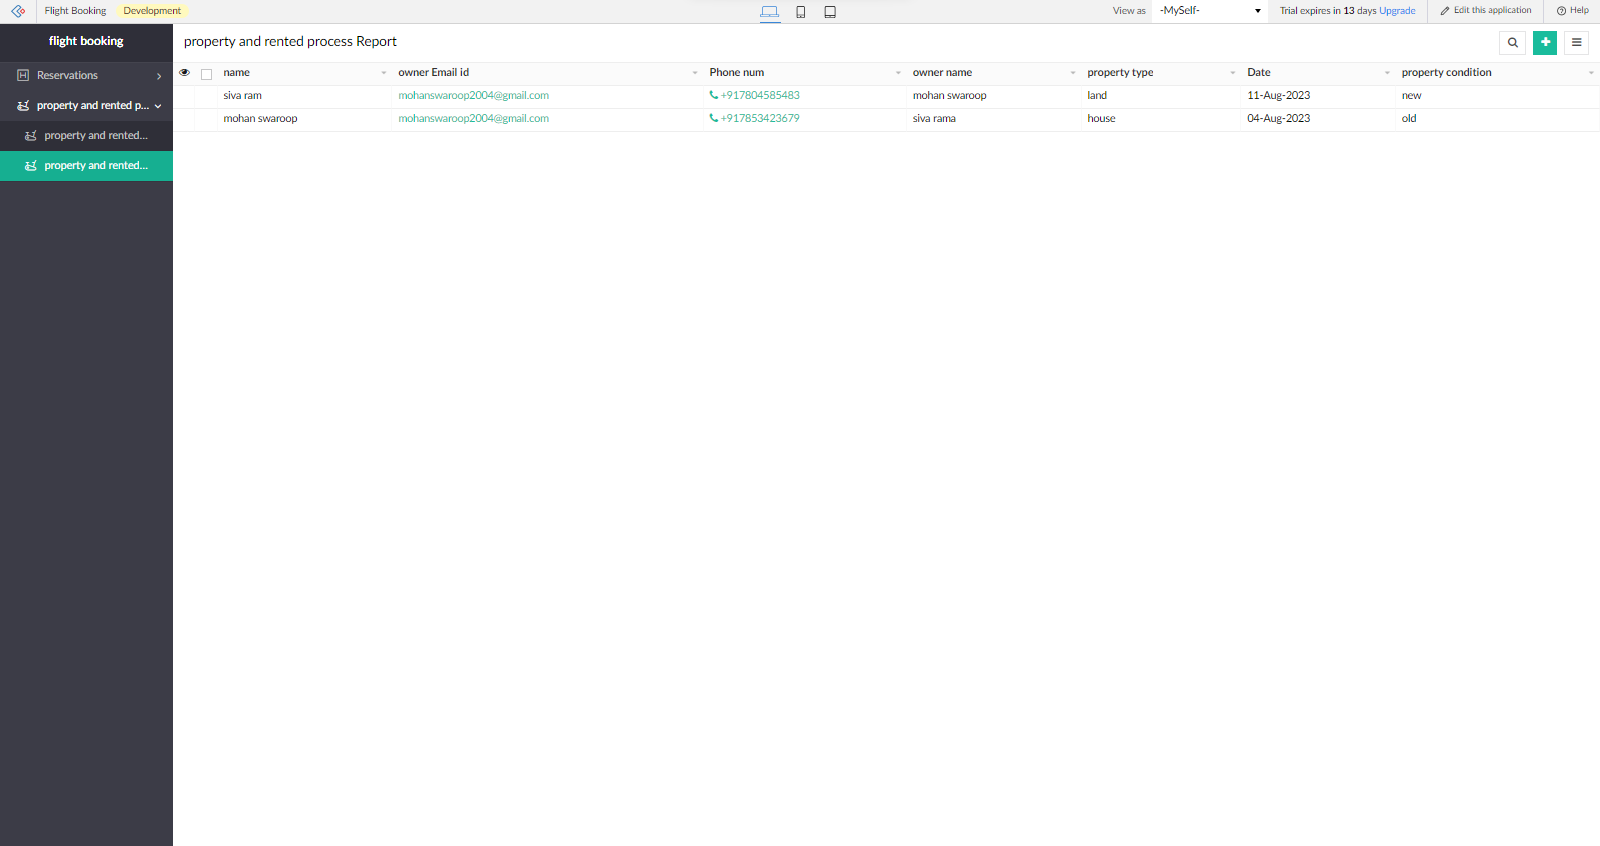 Flight Booking Development View as -MySelf- Trial expires in 13 days Upgrade Edit this application Help
flight booking
property and rented process Report
Reservations
property and rented p...
property and rented...
property and rented...
name owner Email id Phone num owner name property type Date property condition
siva ram mohanswaroop2004@gmail.com +917804585483 mohan swaroop land 11-Aug-2023 new
mohan swaroop mohanswaroop2004@gmail.com +917853423679 siva rama house 04-Aug-2023 old